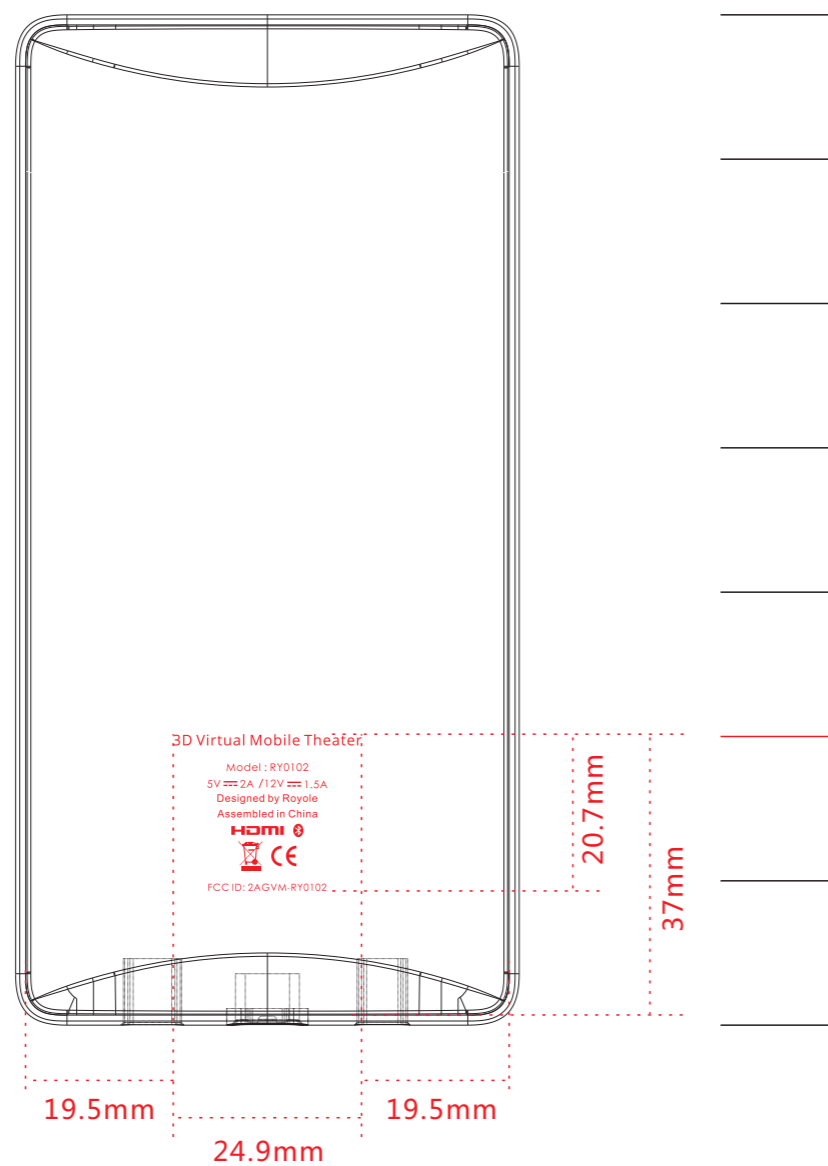 3D Virtual Mobile Theater
Model : RY0102
5V ⎓ 2A /12V ⎓ 1.5A
Designed by Royole
Assembled in China
HDMI
CE
FCC ID: 2AGVM-RY0102
20.7mm
37mm
19.5mm
19.5mm
24.9mm